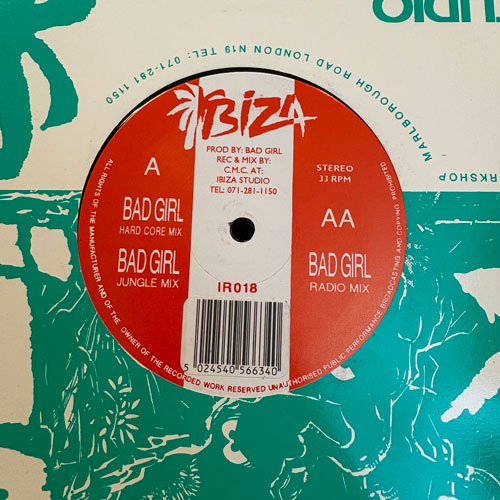 UDIO
MARLBOROUGH ROAD LONDON N19 TEL: 071-281 1150
RKSHOP
IBIZA
PROD BY: BAD GIRL
REC & MIX BY:
C.M.C. AT:
IBIZA STUDIO
TEL: 071-281-1150
STEREO
33 RPM
A
BAD GIRL
HARD CORE MIX
BAD GIRL
JUNGLE MIX
AA
BAD GIRL
RADIO MIX
IR018
5 024540 566340
ALL RIGHTS OF THE MANUFACTURER AND OF THE OWNER OF THE RECORDED WORK RESERVED UNAUTHORISED PUBLIC PERFORMANCE BROADCASTING AND COPYING PROHIBITED